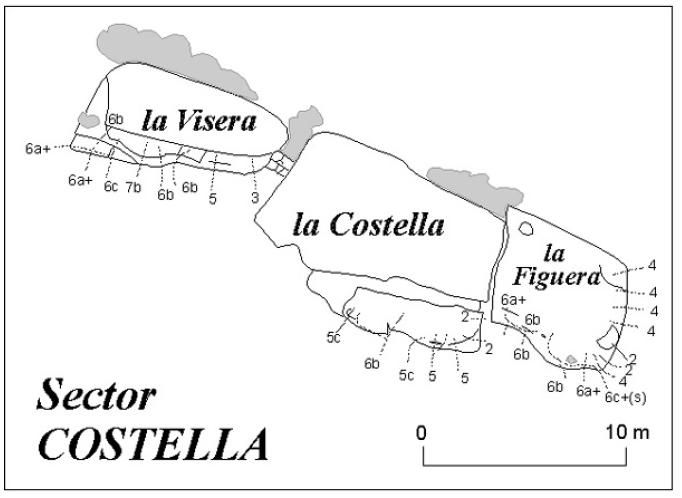 6b
la Visera
6a+
6a+
6c
7b
6b
6b
5
3
la Costella
la
Figuera
4
4
4
4
6a+
6b
2
5c
6b
6b
2
5c
5
5
2
2
4
6b
6a+
6c+(s)
Sector
COSTELLA
0
10 m